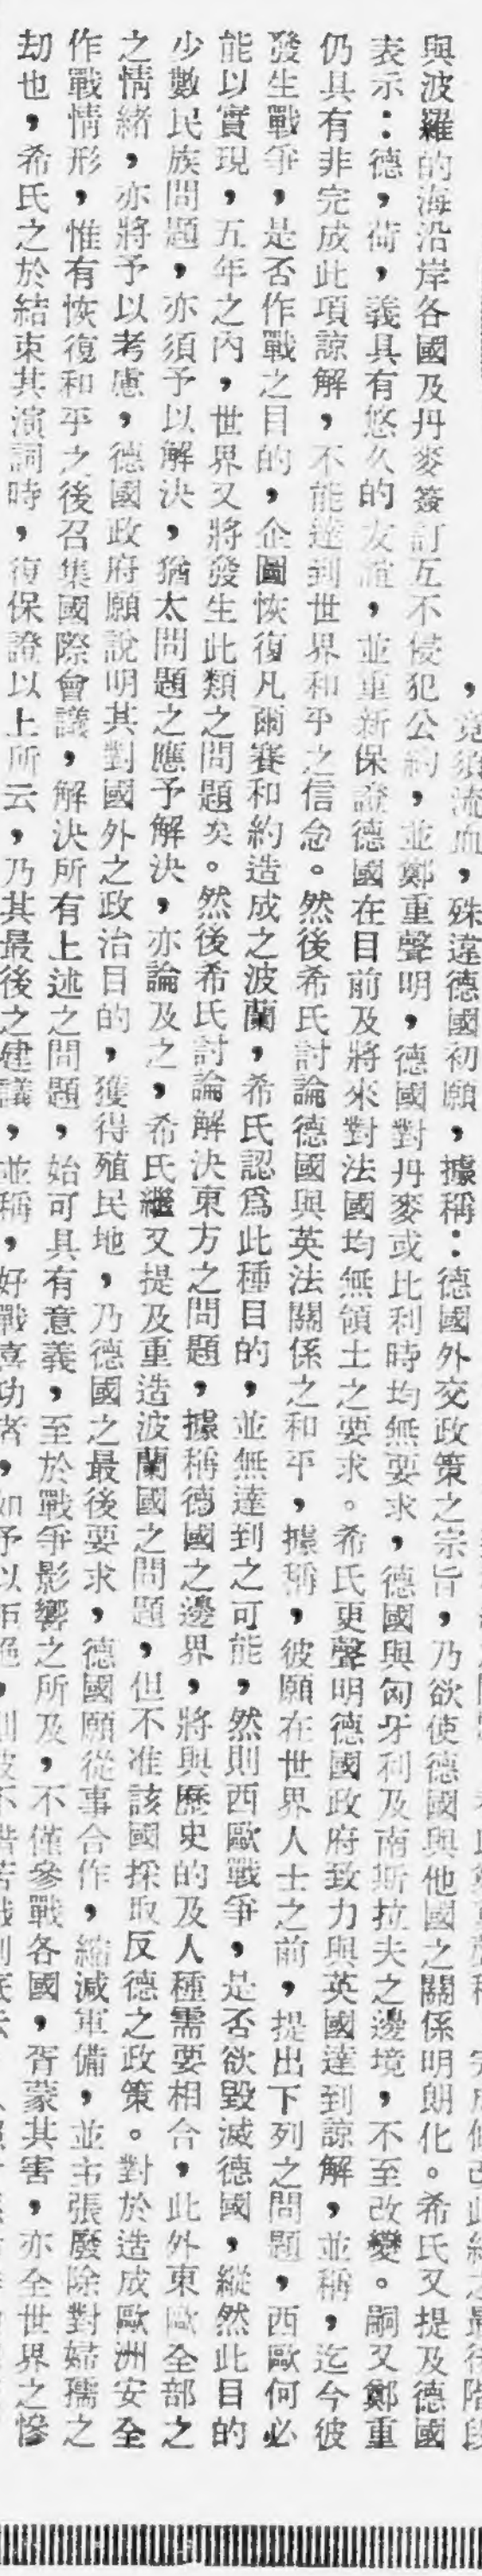 ，竟須流血，殊違德國初願，據稱：德國外交政策之宗旨，乃欲使德國與他國之關係明朗化。希氏又提及德國
與波羅的海沿岸各國及丹麥簽訂互不侵犯公約，並鄭重聲明，德國對丹麥或比利時均無要求，德國與匈牙利及南斯拉夫之邊境，不至改變。嗣又鄭重
表示：德，荷，義具有悠久的友誼，並重新保證德國在目前及將來對法國均無領土之要求。希氏更聲明德國政府致力與英國達到諒解，並稱，迄今彼
仍具有非完成此項諒解，不能達到世界和平之信念。然後希氏討論德國與英法關係之和平，據稱，彼願在世界人士之前，提出下列之問題，西歐何必
發生戰爭，是否作戰之目的，企圖恢復凡爾賽和約造成之波蘭，希氏認爲此種目的，並無達到之可能，然則西歐戰爭，是否欲毀滅德國，縱然此目的
能以實現，五年之內，世界又將發生此類之問題矣。然後希氏討論解決東方之問題，據稱德國之邊界，將與歷史的及人種需要相合，此外東歐全部之
少數民族問題，亦須予以解決，猶太問題之應予解決，亦論及之，希氏繼又提及重造波蘭國之問題，但不准該國採取反德之政策。對於造成歐洲安全
之情緒，亦將予以考慮，德國政府願說明其對國外之政治目的，獲得殖民地，乃德國之最後要求，德國願從事合作，縮減軍備，並主張廢除對婦孺之
作戰情形，惟有恢復和平之後召集國際會議，解決所有上述之問題，始可具有意義，至於戰爭影響之所及，不僅參戰各國，胥蒙其害，亦全世界之慘
劫也，希氏之於結束其演詞時，復保證以上所云，乃其最後之建議，並稱，好戰喜功者，如予以拒絕，則彼不惜苦戰到底云